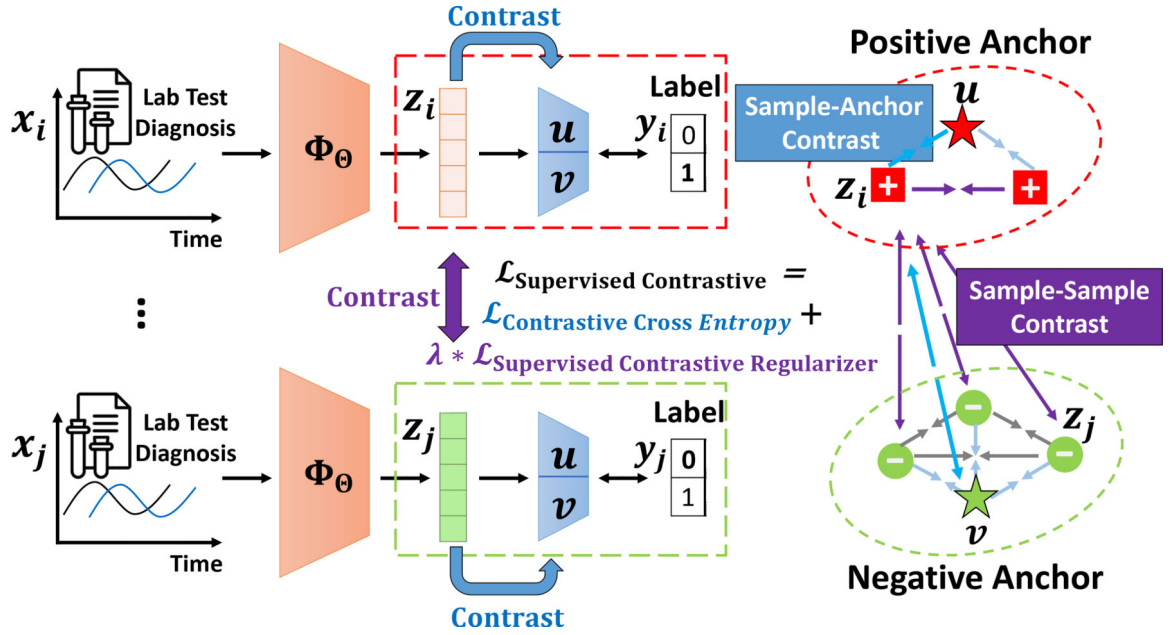 Contrast
Positive Anchor
x_i
Lab Test
Diagnosis
Time
Φ_Θ
z_i
u
v
Label
y_i
0
1
Sample-Anchor
Contrast
u
z_i
+
+
Contrast
ℒ_Supervised Contrastive =
ℒ_Contrastive Cross Entropy +
λ * ℒ_Supervised Contrastive Regularizer
Sample-Sample
Contrast
x_j
Lab Test
Diagnosis
Time
Φ_Θ
z_j
u
v
Label
y_j
0
1
Contrast
−
z_j
−
−
v
Negative Anchor